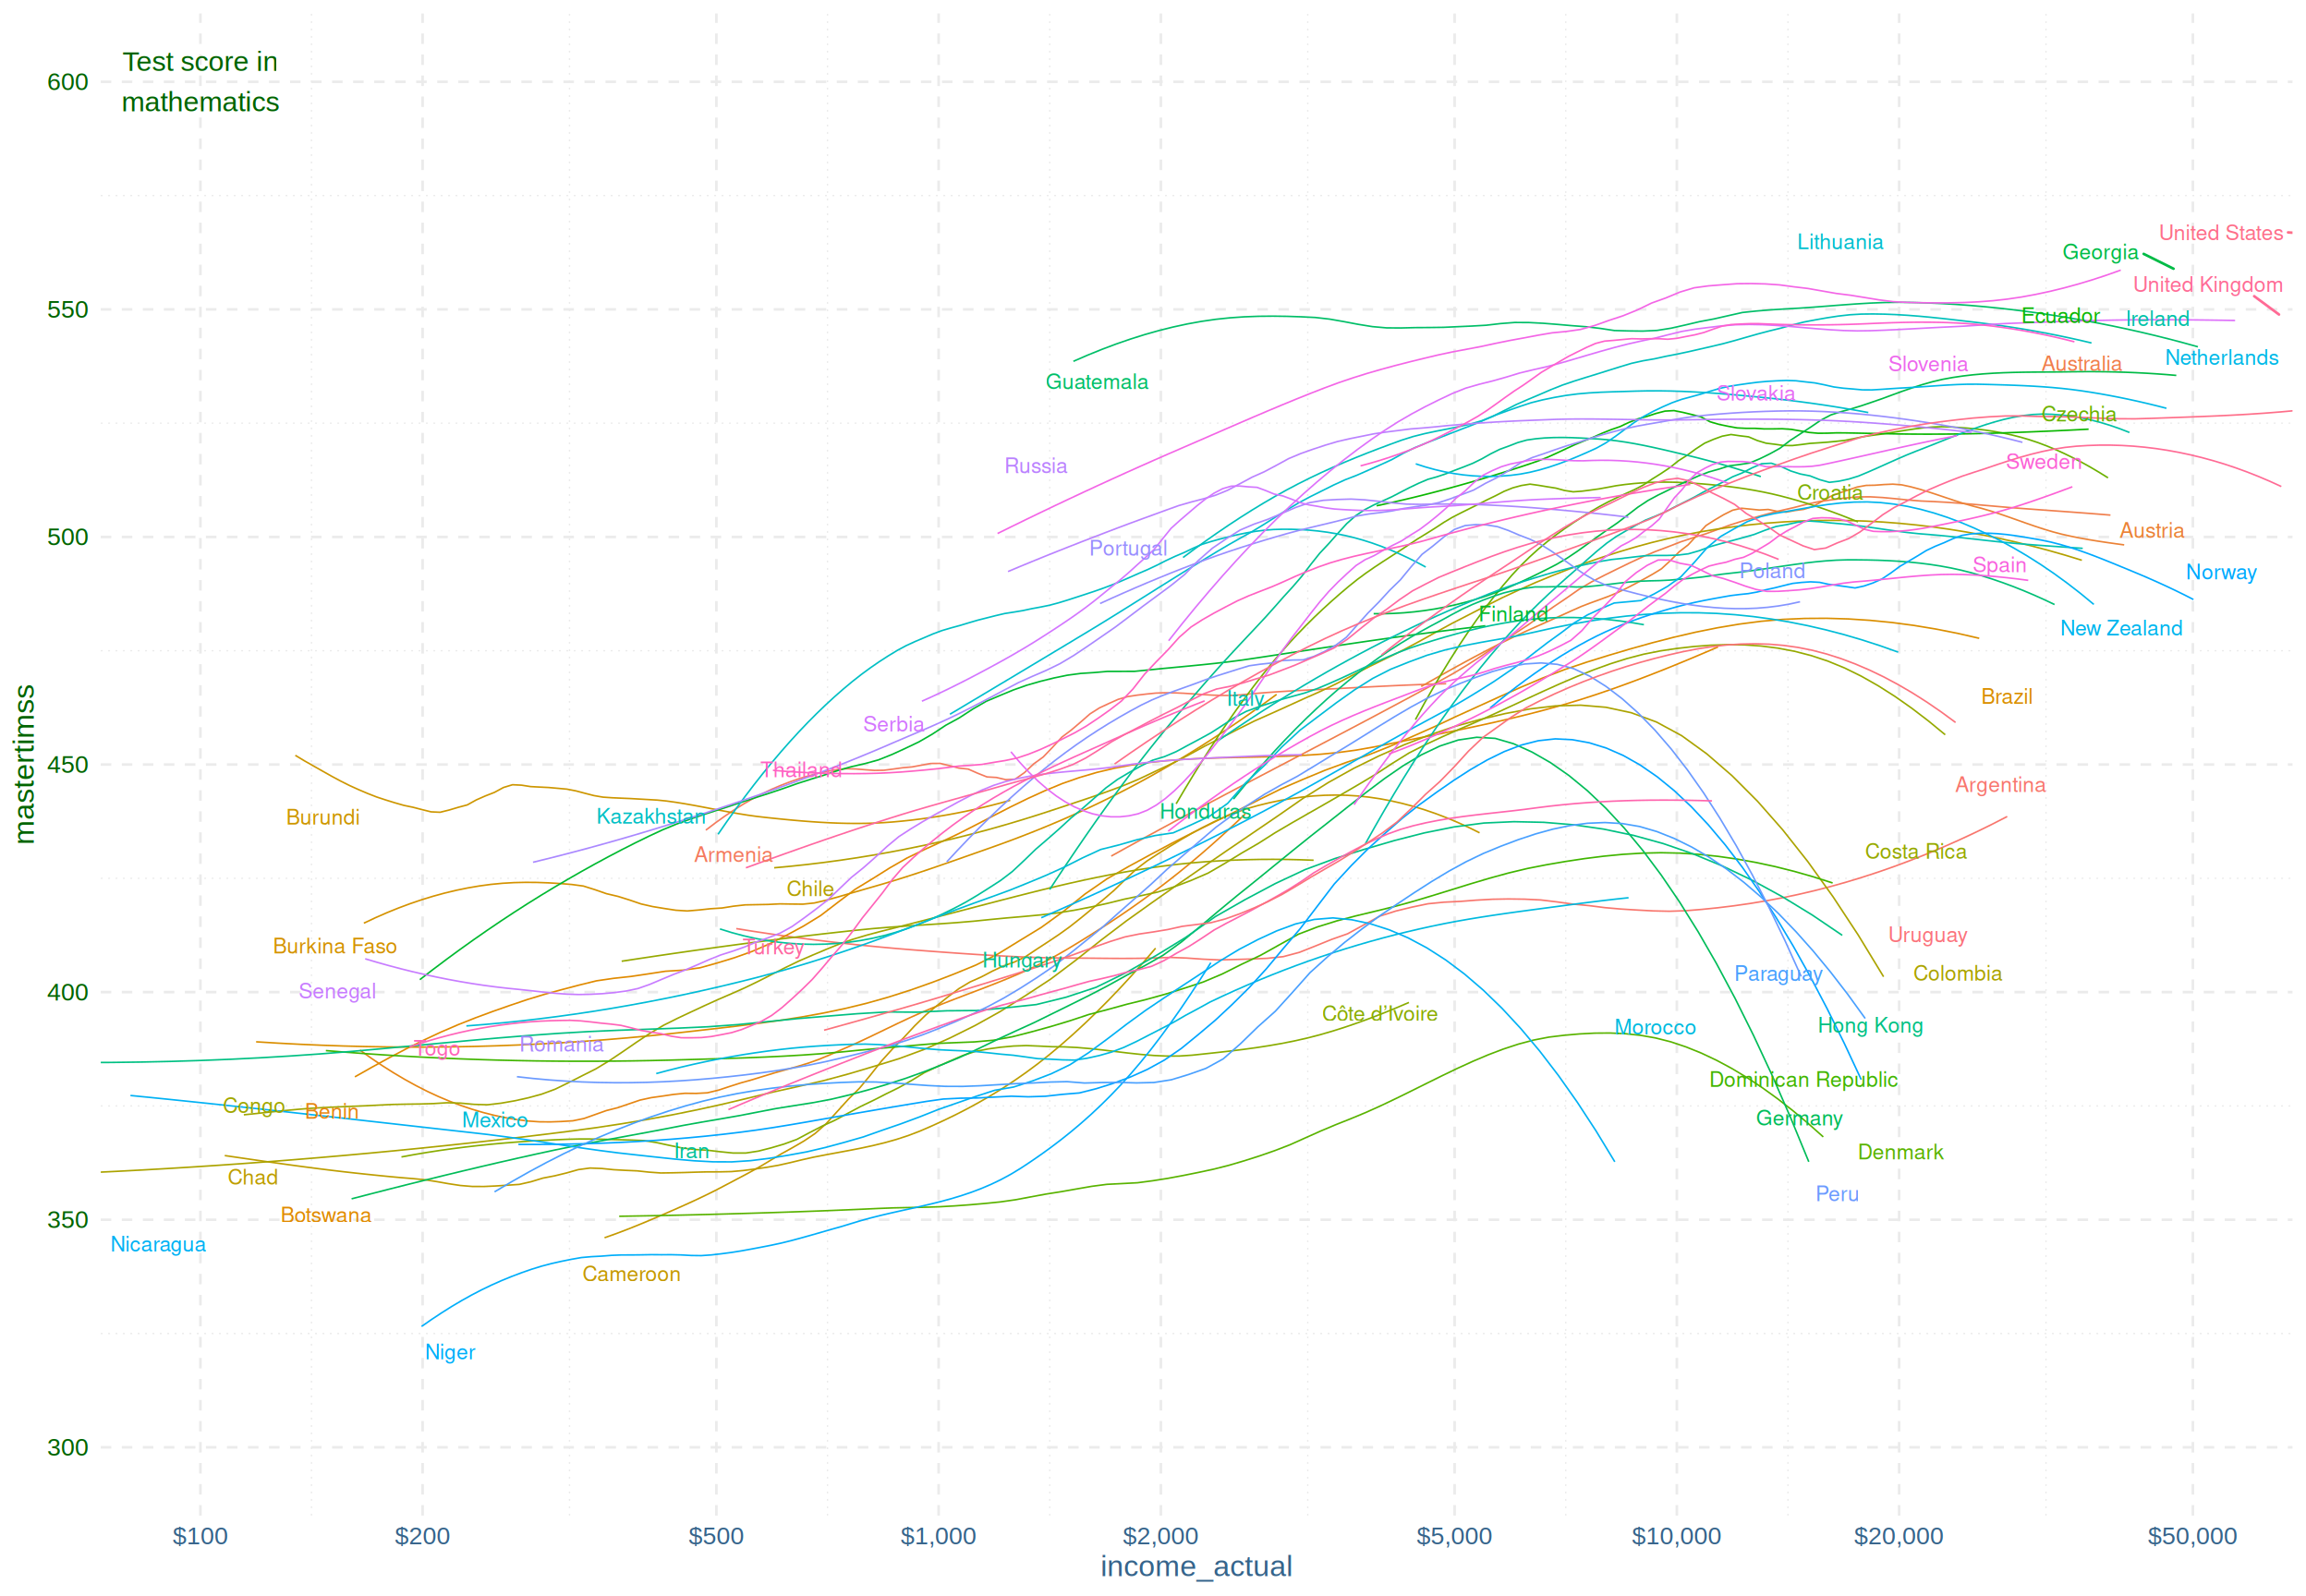 Test score in
mathematics
600
550
500
450
400
350
300
mastertimss
United States
Lithuania
Georgia
United Kingdom
Ecuador
Ireland
Netherlands
Slovenia
Australia
Guatemala
Slovakia
Czechia
Russia
Sweden
Croatia
Austria
Portugal
Spain
Poland
Norway
Finland
New Zealand
Italy
Brazil
Serbia
Thailand
Argentina
Honduras
Kazakhstan
Burundi
Armenia
Costa Rica
Chile
Uruguay
Burkina Faso
Turkey
Hungary
Paraguay
Colombia
Senegal
Côte d'Ivoire
Hong Kong
Morocco
Togo
Romania
Dominican Republic
Congo
Benin
Mexico
Germany
Iran
Denmark
Chad
Peru
Botswana
Nicaragua
Cameroon
Niger
$100
$200
$500
$1,000
$2,000
$5,000
$10,000
$20,000
$50,000
income_actual